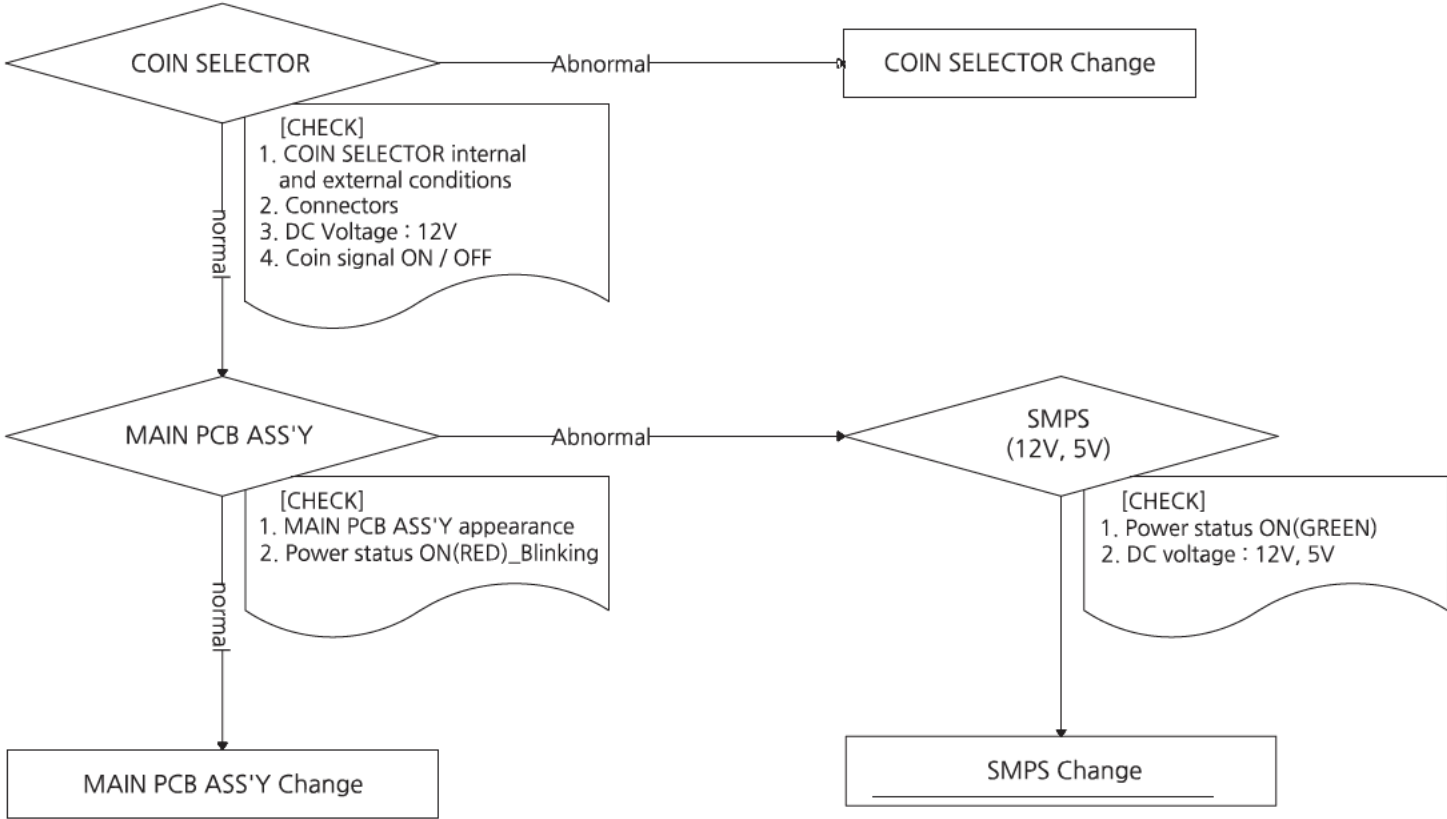 COIN SELECTOR
Abnormal
COIN SELECTOR Change
[CHECK]
1. COIN SELECTOR internal
and external conditions
2. Connectors
3. DC Voltage : 12V
4. Coin signal ON / OFF
normal
MAIN PCB ASS'Y
Abnormal
SMPS
(12V, 5V)
[CHECK]
1. MAIN PCB ASS'Y appearance
2. Power status ON(RED)_Blinking
[CHECK]
1. Power status ON(GREEN)
2. DC voltage : 12V, 5V
normal
MAIN PCB ASS'Y Change
SMPS Change